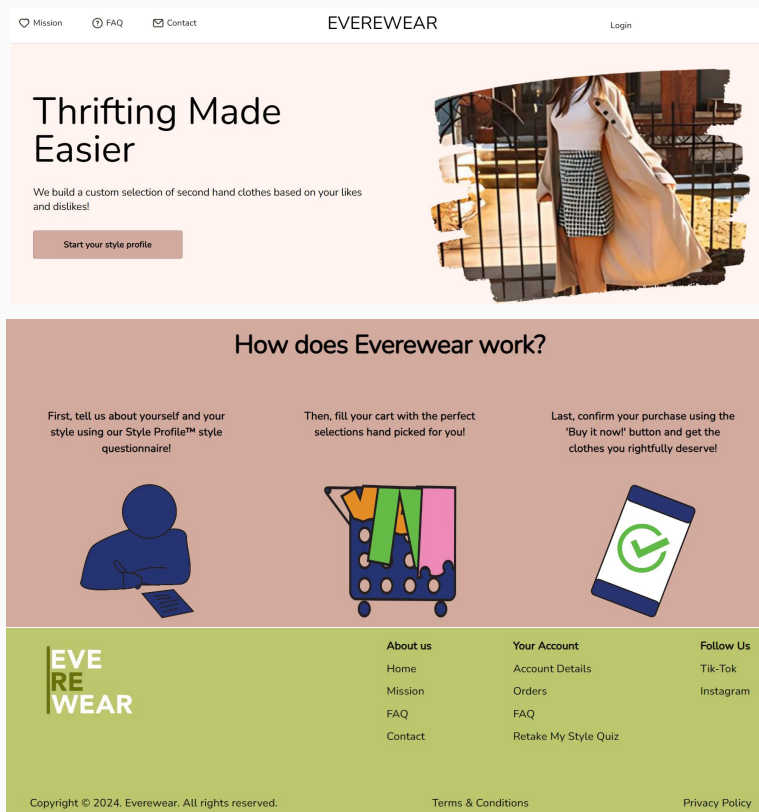 Mission
FAQ
Contact
EVEREWEAR
Login
Thrifting Made
Easier
We build a custom selection of second hand clothes based on your likes
and dislikes!
Start your style profile
How does Everewear work?
First, tell us about yourself and your
style using our Style Profile™ style
questionnaire!
Then, fill your cart with the perfect
selections hand picked for you!
Last, confirm your purchase using the
'Buy it now!' button and get the
clothes you rightfully deserve!
EVE
RE
WEAR
About us
Home
Mission
FAQ
Contact
Your Account
Account Details
Orders
FAQ
Retake My Style Quiz
Follow Us
Tik-Tok
Instagram
Copyright © 2024. Everewear. All rights reserved.
Terms & Conditions
Privacy Policy